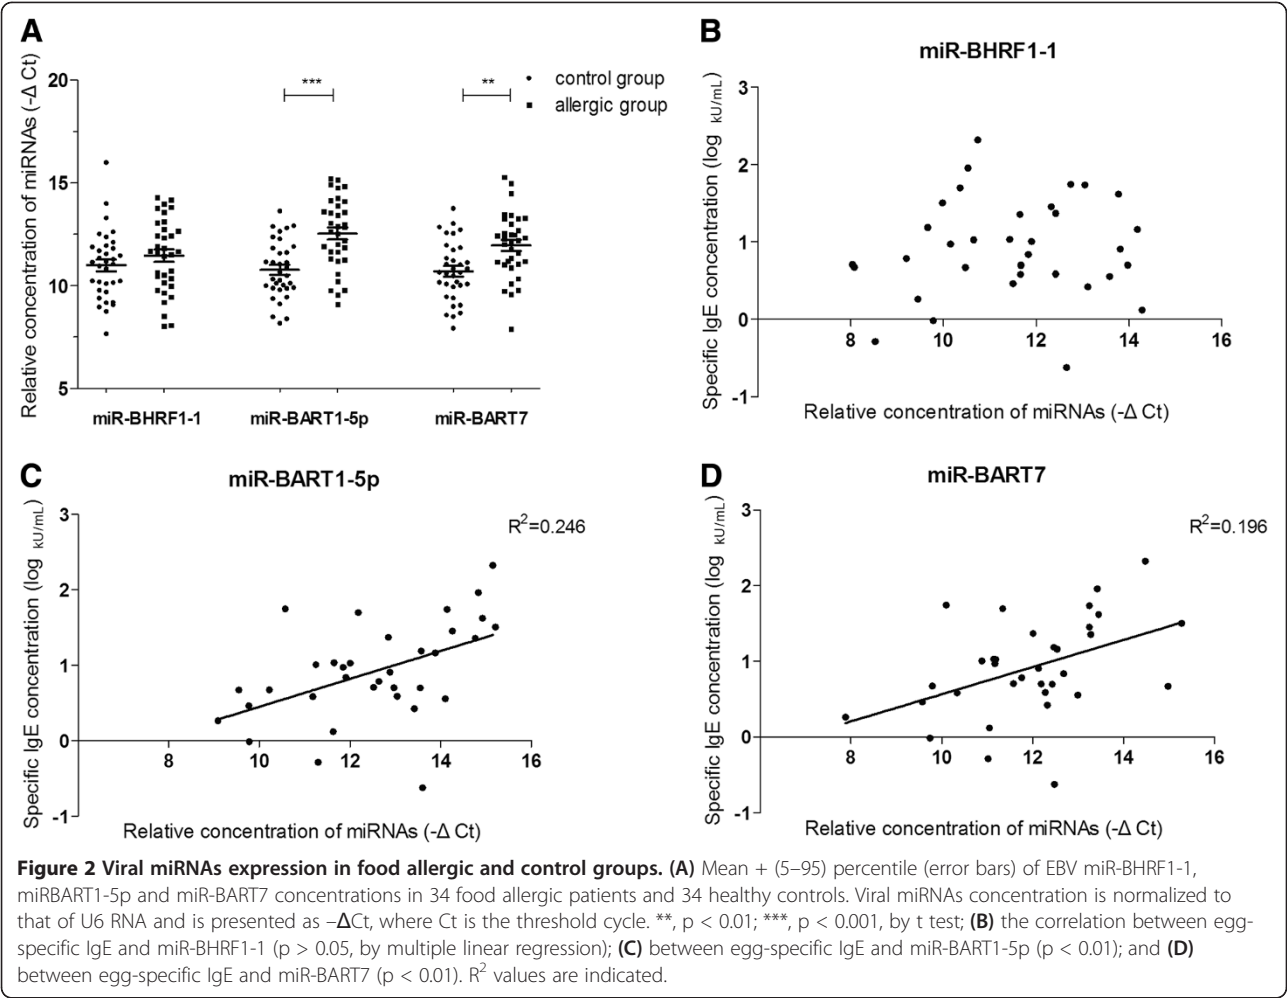 A
Relative concentration of miRNAs (-Δ Ct)
20
15
10
5
***
**
control group
allergic group
miR-BHRF1-1
miR-BART1-5p
miR-BART7
B
miR-BHRF1-1
Specific IgE concentration (log kU/mL)
3
2
1
0
-1
8
10
12
14
16
Relative concentration of miRNAs (-Δ Ct)
C
miR-BART1-5p
R²=0.246
Specific IgE concentration (log kU/mL)
3
2
1
0
-1
8
10
12
14
16
Relative concentration of miRNAs (-Δ Ct)
D
miR-BART7
R²=0.196
Specific IgE concentration (log kU/mL)
3
2
1
0
-1
8
10
12
14
16
Relative concentration of miRNAs (-Δ Ct)
Figure 2 Viral miRNAs expression in food allergic and control groups. (A) Mean + (5–95) percentile (error bars) of EBV miR-BHRF1-1,
miRBART1-5p and miR-BART7 concentrations in 34 food allergic patients and 34 healthy controls. Viral miRNAs concentration is normalized to
that of U6 RNA and is presented as –ΔCt, where Ct is the threshold cycle. **, p < 0.01; ***, p < 0.001, by t test; (B) the correlation between egg-
specific IgE and miR-BHRF1-1 (p > 0.05, by multiple linear regression); (C) between egg-specific IgE and miR-BART1-5p (p < 0.01); and (D)
between egg-specific IgE and miR-BART7 (p < 0.01). R² values are indicated.